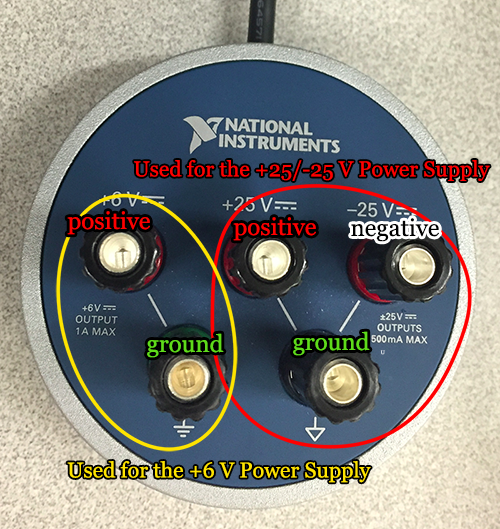 NATIONAL
INSTRUMENTS
Used for the +25/-25 V Power Supply
+6 V
+25 V
-25 V
positive
positive
negative
+6V
OUTPUT
1A MAX
±25V
OUTPUTS
500mA MAX
U
ground
ground
Used for the +6 V Power Supply